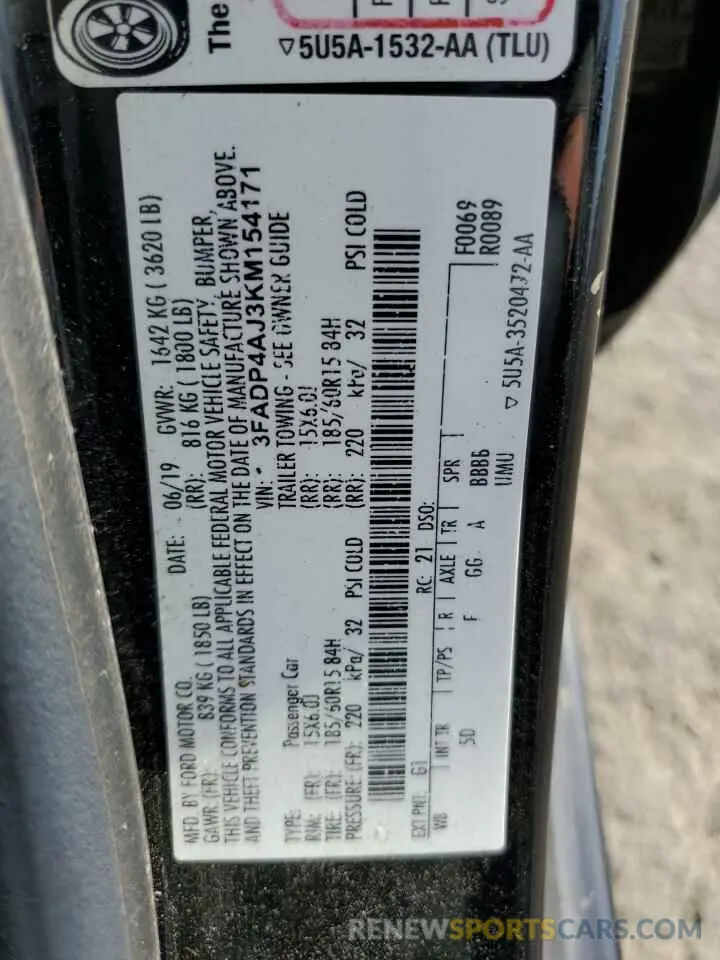 The
5U5A-1532-AA (TLU)
MFD. BY FORD MOTOR CO. DATE: 06/19 GVWR: 1642 KG ( 3620 LB)
GAWR: (FR): 839 KG ( 1850 LB) (RR): 816 KG ( 1800 LB)
THIS VEHICLE CONFORMS TO ALL APPLICABLE FEDERAL MOTOR VEHICLE SAFETY, BUMPER,
AND THEFT PREVENTION STANDARDS IN EFFECT ON THE DATE OF MANUFACTURE SHOWN ABOVE.
VIN: 3FADP4AJ3KM154171
TYPE: Passenger Car TRAILER TOWING - SEE OWNER GUIDE
RIM: (FR): 15X6.0J (RR): 15X6.0J
TIRE: (FR): 185/60R15 84H (RR): 185/60R15 84H
PRESSURE: (FR): 220 kPa/ 32 PSI COLD (RR): 220 kPa/ 32 PSI COLD
EXT PNT: G1 RC: 21 DSO: F0069
WB INT TR TP/PS R AXLE TR SPR R0089
5D F GG A BBBB
UMU
5U5A-3520472-AA
RENEWSPORTSCARS.COM